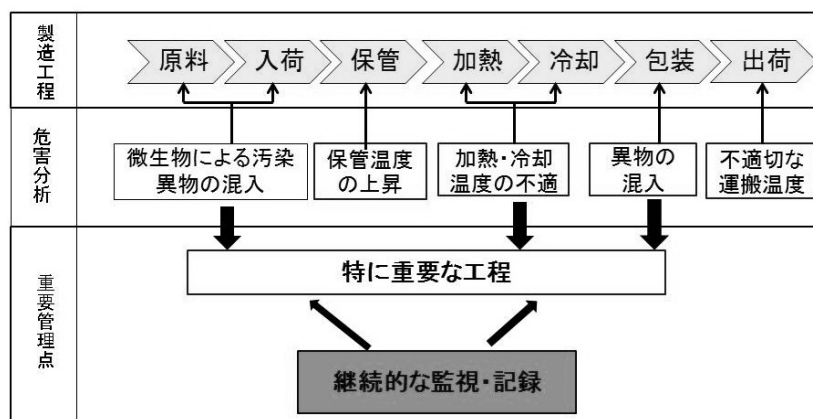 製造工程
原料
入荷
保管
加熱
冷却
包装
出荷
危害分析
微生物による汚染
異物の混入
保管温度
の上昇
加熱・冷却
温度の不適
異物の
混入
不適切な
運搬温度
重要管理点
特に重要な工程
継続的な監視・記録